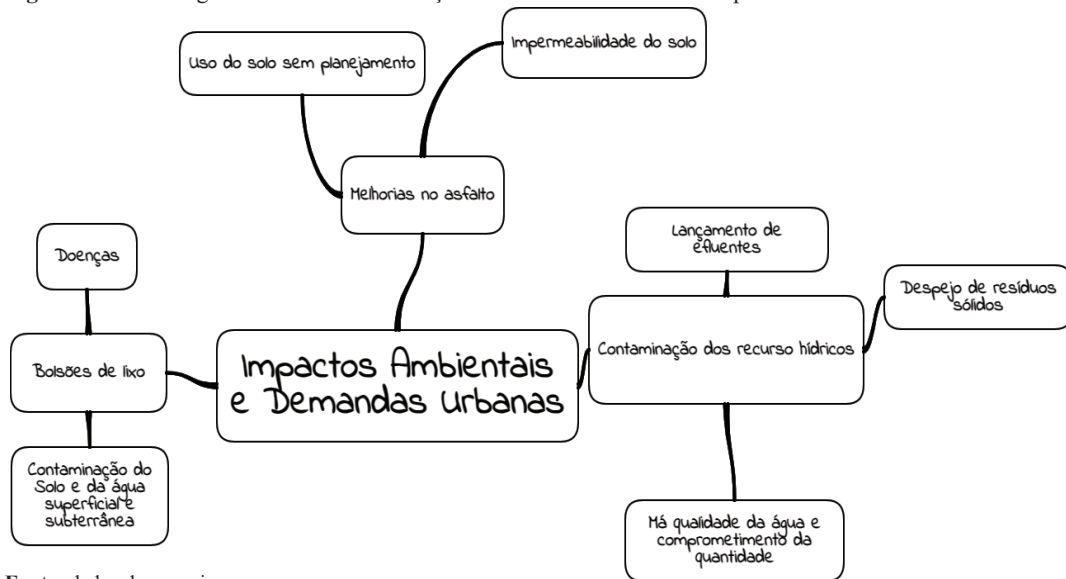 Impermeabilidade do solo
Uso do solo sem planejamento
Melhorias no asfalto
Lançamento de
efluentes
Doenças
Despejo de resíduos
sólidos
Contaminação dos recurso hídricos
Bolsões de lixo
Impactos Ambientais
e Demandas Urbanas
Contaminação do
Solo e da água
superficial e
subterrânea
Má qualidade da água e
comprometimento da
quantidade